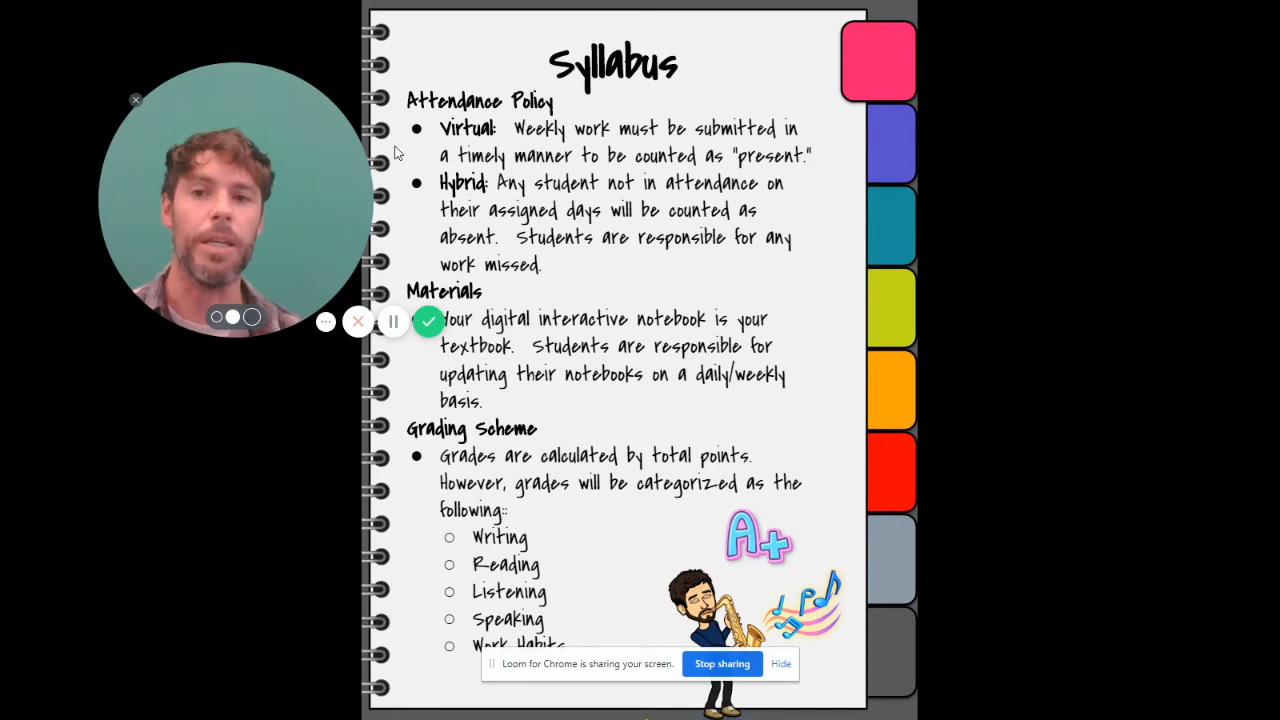 Syllabus
Attendance Policy
● Virtual: Weekly work must be submitted in
a timely manner to be counted as "present."
● Hybrid: Any student not in attendance on
their assigned days will be counted as
absent. Students are responsible for any
work missed.
Materials
Your digital interactive notebook is your
textbook. Students are responsible for
updating their notebooks on a daily/weekly
basis.
Grading Scheme
● Grades are calculated by total points.
However, grades will be categorized as the
following::
○ Writing
○ Reading
○ Listening
○ Speaking
○ Work Habits
A+
Loom for Chrome is sharing your screen. Stop sharing Hide